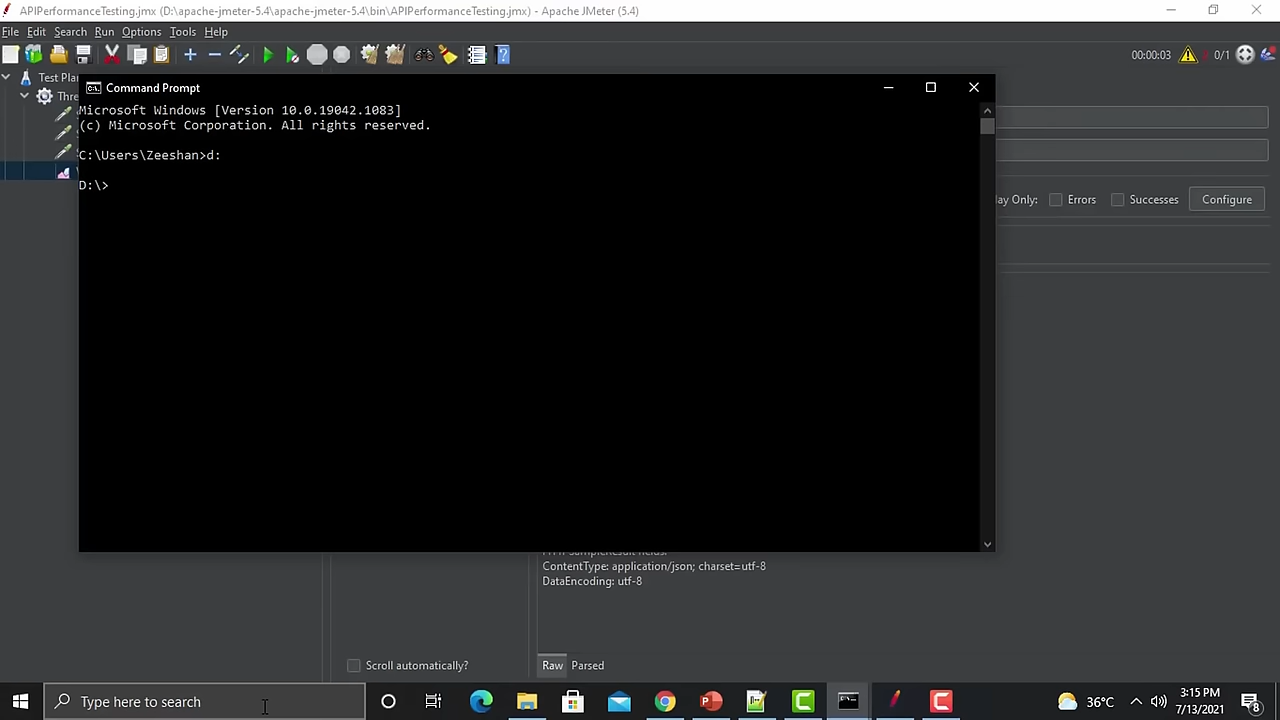 APIPerformanceTesting.jmx (D:\apache-jmeter-5.4\apache-jmeter-5.4\bin\APIPerformanceTesting.jmx) - Apache JMeter (5.4)
File Edit Search Run Options Tools Help
00:00:03 0/1
Test Plan
Command Prompt
Microsoft Windows [Version 10.0.19042.1083]
(c) Microsoft Corporation. All rights reserved.
C:\Users\Zeeshan>d:
D:\>
Only: Errors Successes Configure
ContentType: application/json; charset=utf-8
DataEncoding: utf-8
Scroll automatically? Raw Parsed
Type here to search
36°C
3:15 PM
7/13/2021
8